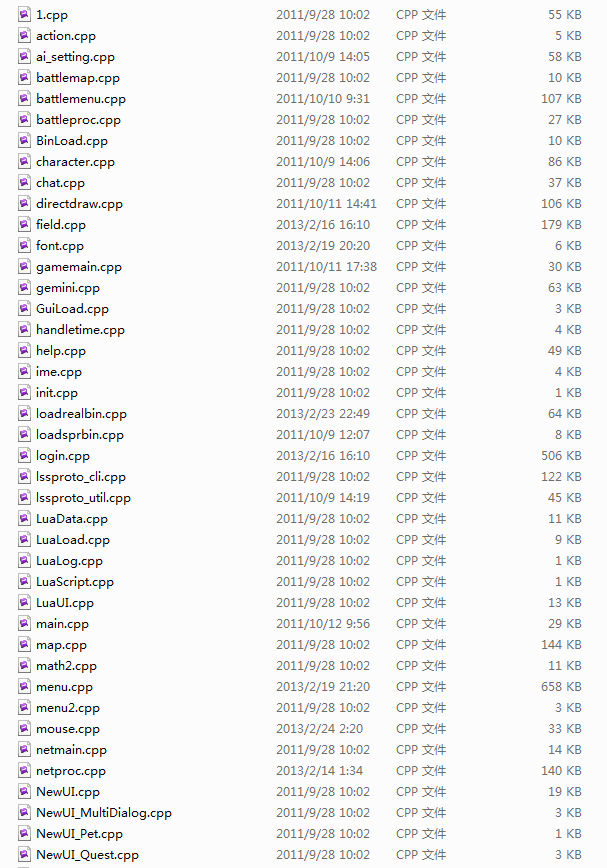 1.cpp 2011/9/28 10:02 CPP 文件 55 KB
action.cpp 2011/9/28 10:02 CPP 文件 5 KB
ai_setting.cpp 2011/10/9 14:05 CPP 文件 58 KB
battlemap.cpp 2011/9/28 10:02 CPP 文件 10 KB
battlemenu.cpp 2011/10/10 9:31 CPP 文件 107 KB
battleproc.cpp 2011/9/28 10:02 CPP 文件 27 KB
BinLoad.cpp 2011/9/28 10:02 CPP 文件 10 KB
character.cpp 2011/10/9 14:06 CPP 文件 86 KB
chat.cpp 2011/9/28 10:02 CPP 文件 37 KB
directdraw.cpp 2011/10/11 14:41 CPP 文件 106 KB
field.cpp 2013/2/16 16:10 CPP 文件 179 KB
font.cpp 2013/2/19 20:20 CPP 文件 6 KB
gamemain.cpp 2011/10/11 17:38 CPP 文件 30 KB
gemini.cpp 2011/9/28 10:02 CPP 文件 63 KB
GuiLoad.cpp 2011/9/28 10:02 CPP 文件 3 KB
handletime.cpp 2011/9/28 10:02 CPP 文件 4 KB
help.cpp 2011/9/28 10:02 CPP 文件 49 KB
ime.cpp 2011/9/28 10:02 CPP 文件 4 KB
init.cpp 2011/9/28 10:02 CPP 文件 1 KB
loadrealbin.cpp 2013/2/23 22:49 CPP 文件 64 KB
loadsprbin.cpp 2011/10/9 12:07 CPP 文件 8 KB
login.cpp 2013/2/16 16:10 CPP 文件 506 KB
lssproto_cli.cpp 2011/9/28 10:02 CPP 文件 122 KB
lssproto_util.cpp 2011/10/9 14:19 CPP 文件 45 KB
LuaData.cpp 2011/9/28 10:02 CPP 文件 11 KB
LuaLoad.cpp 2011/9/28 10:02 CPP 文件 9 KB
LuaLog.cpp 2011/9/28 10:02 CPP 文件 1 KB
LuaScript.cpp 2011/9/28 10:02 CPP 文件 1 KB
LuaUI.cpp 2011/9/28 10:02 CPP 文件 13 KB
main.cpp 2011/10/12 9:56 CPP 文件 29 KB
map.cpp 2011/9/28 10:02 CPP 文件 144 KB
math2.cpp 2011/9/28 10:02 CPP 文件 11 KB
menu.cpp 2013/2/19 21:20 CPP 文件 658 KB
menu2.cpp 2011/9/28 10:02 CPP 文件 3 KB
mouse.cpp 2013/2/24 2:20 CPP 文件 33 KB
netmain.cpp 2011/9/28 10:02 CPP 文件 14 KB
netproc.cpp 2013/2/14 1:34 CPP 文件 140 KB
NewUI.cpp 2011/9/28 10:02 CPP 文件 19 KB
NewUI_MultiDialog.cpp 2011/9/28 10:02 CPP 文件 3 KB
NewUI_Pet.cpp 2011/9/28 10:02 CPP 文件 1 KB
NewUI_Quest.cpp 2011/9/28 10:02 CPP 文件 3 KB